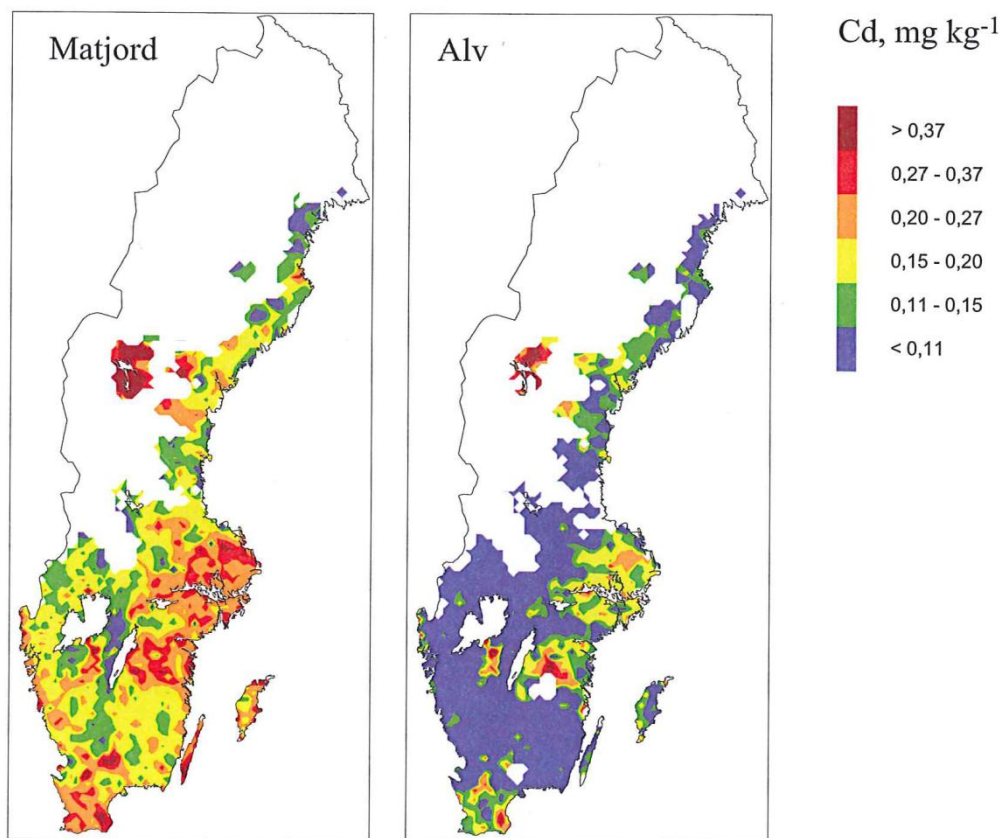 Matjord
Alv
Cd, mg kg-1
> 0,37
0,27 - 0,37
0,20 - 0,27
0,15 - 0,20
0,11 - 0,15
< 0,11